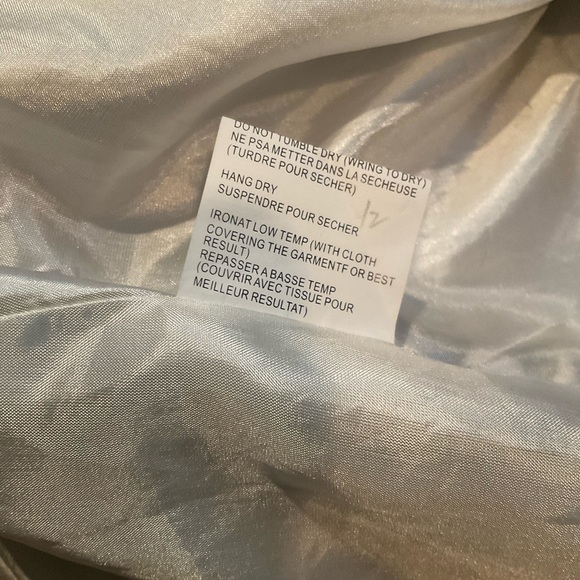 DO NOT TUMBLE DRY (WRING TO DRY)
NE PSA METTER DANS LA SECHEUSE
(TURDRE POUR SECHER)
HANG DRY
SUSPENDRE POUR SECHER
12
IRONAT LOW TEMP (WITH CLOTH
COVERING THE GARMENTF OR BEST
RESULT)
REPASSER A BASSE TEMP
(COUVRIR AVEC TISSUE POUR
MEILLEUR RESULTAT)